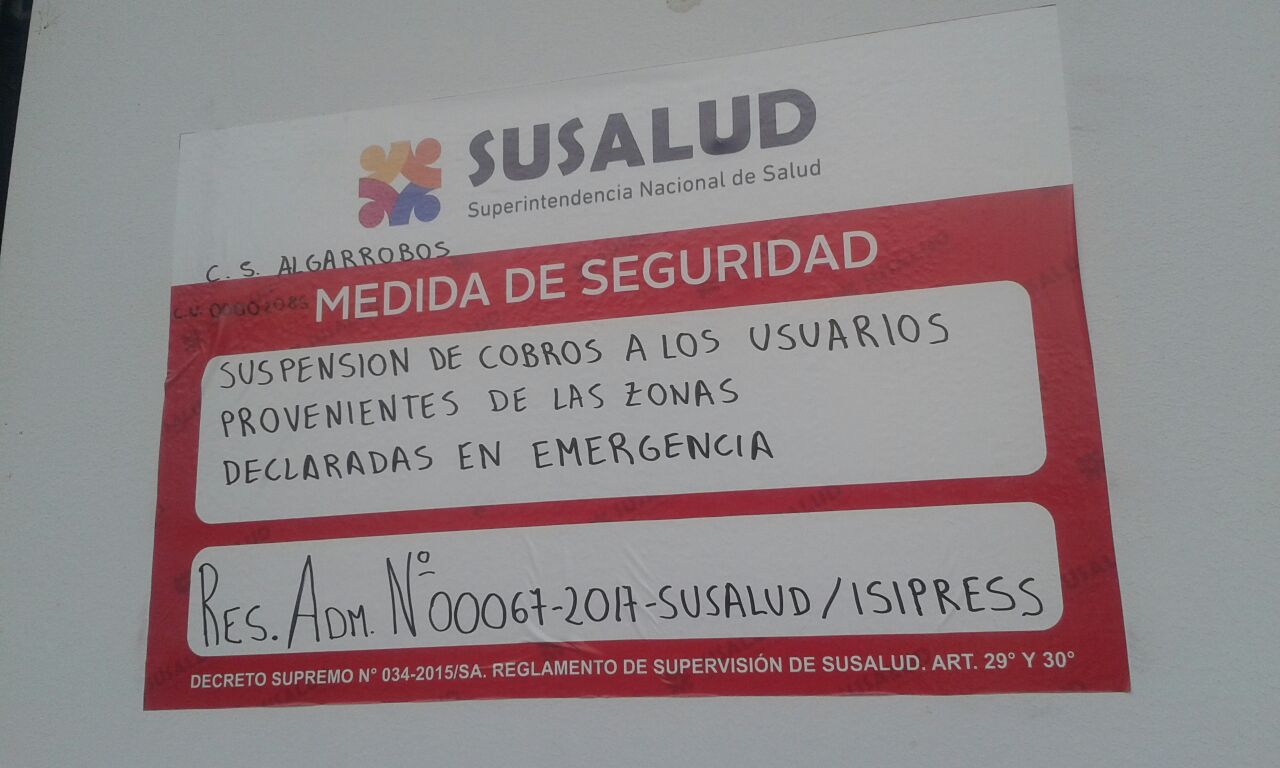 SUSALUD
Superintendencia Nacional de Salud
C. S. ALGARROBOS
C.U. 00002085
MEDIDA DE SEGURIDAD
SUSPENSION DE COBROS A LOS USUARIOS
PROVENIENTES DE LAS ZONAS
DECLARADAS EN EMERGENCIA
RES. ADM. Nº 00067-2017-SUSALUD/ISIPRESS
DECRETO SUPREMO N° 034-2015/SA. REGLAMENTO DE SUPERVISIÓN DE SUSALUD. ART. 29° Y 30°